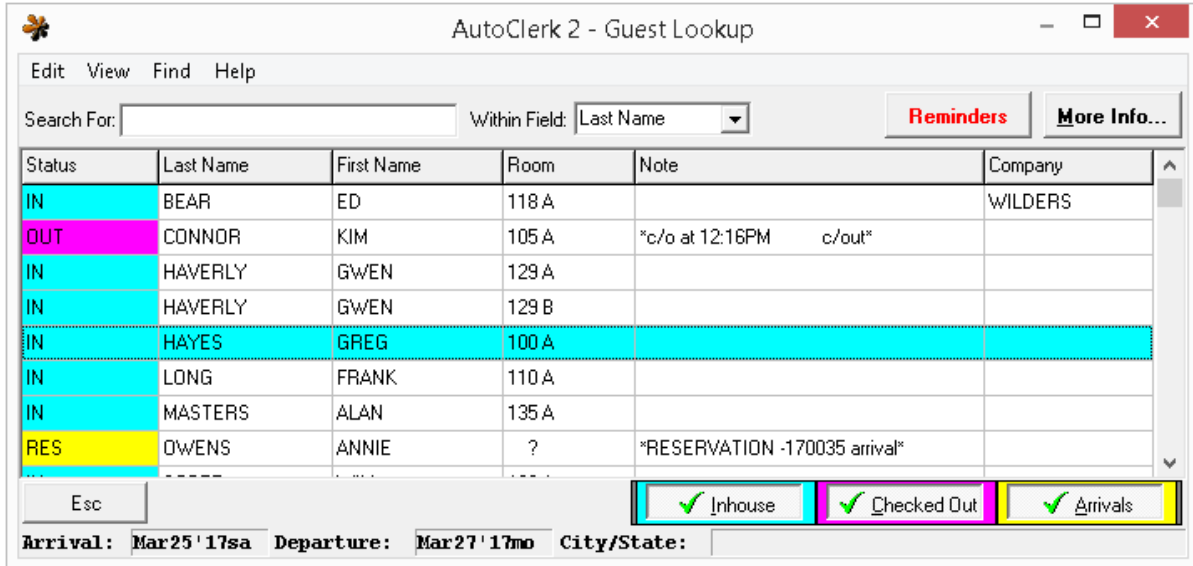 AutoClerk 2 - Guest Lookup
Edit View Find Help
Search For: Within Field: Last Name Reminders More Info...
Status Last Name First Name Room Note Company
IN BEAR ED 118 A WILDERS
OUT CONNOR KIM 105 A *c/o at 12:16PM c/out*
IN HAVERLY GWEN 129 A
IN HAVERLY GWEN 129 B
IN HAYES GREG 100 A
IN LONG FRANK 110 A
IN MASTERS ALAN 135 A
RES OWENS ANNIE ? *RESERVATION -170035 arrival*
Esc Inhouse Checked Out Arrivals
Arrival: Mar25'17sa Departure: Mar27'17mo City/State: